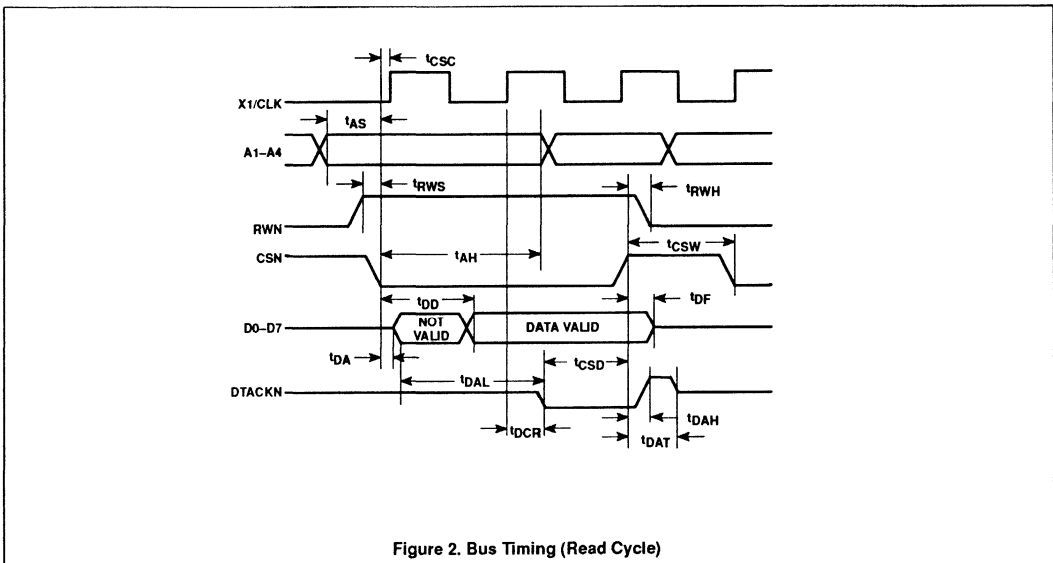 tCSC
X1/CLK
tAS
A1–A4
tRWS
tRWH
RWN
tCSW
CSN
tAH
tDD
tDF
D0–D7
NOT VALID
DATA VALID
tDA
tCSD
tDAL
DTACKN
tDAH
tDCR
tDAT
Figure 2. Bus Timing (Read Cycle)